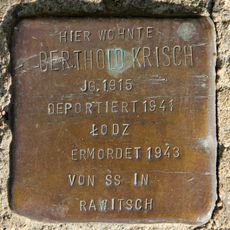 HIER WOHNTE
BERTHOLD KRISCH
JG. 1915
DEPORTIERT 1941
ŁODZ
ERMORDET 1943
VON SS IN
RAWITSCH